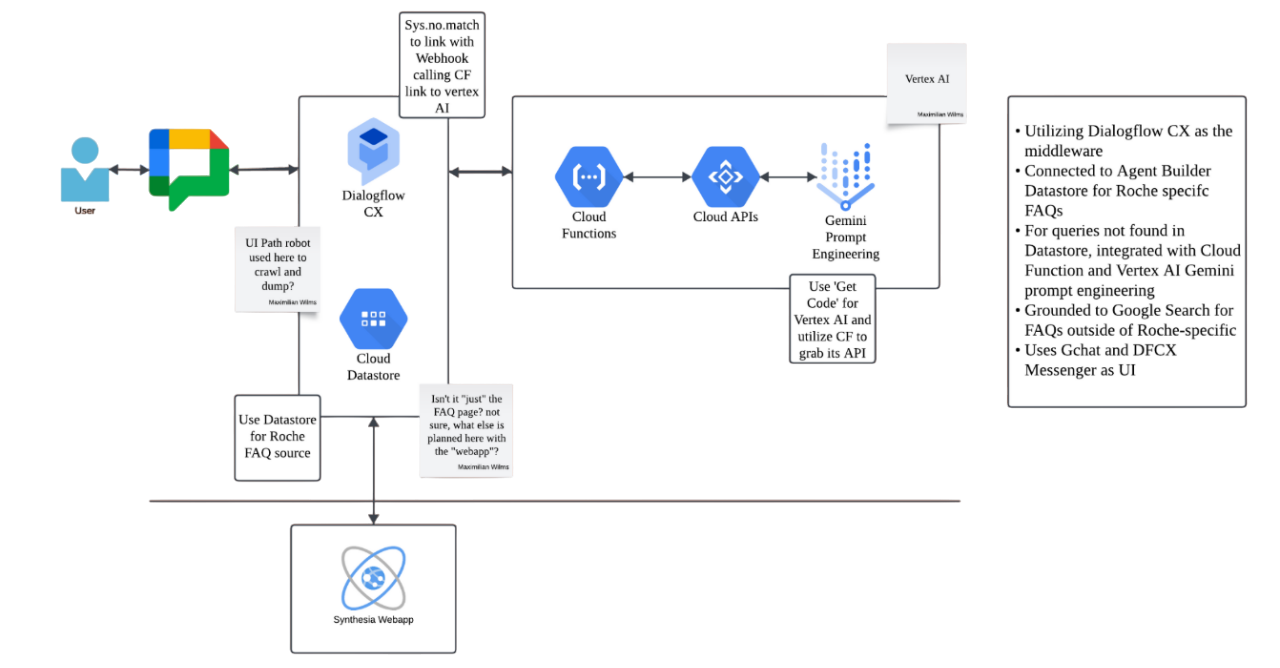 Sys.no.match
to link with
Webhook
calling CF
link to vertex
AI
Vertex AI
Maximilian Wilms
User
Dialogflow
CX
Cloud
Functions
Cloud APIs
Gemini
Prompt
Engineering
UI Path robot
used here to
crawl and
dump?
Maximilian Wilms
Cloud
Datastore
Use 'Get
Code' for
Vertex AI and
utilize CF to
grab its API
Use Datastore
for Roche
FAQ source
Isn't it "just" the
FAQ page? not
sure, what else is
planned here with
the "webapp"?
Maximilian Wilms
Synthesia Webapp
• Utilizing Dialogflow CX as the
middleware
• Connected to Agent Builder
Datastore for Roche specifc
FAQs
• For queries not found in
Datastore, integrated with Cloud
Function and Vertex AI Gemini
prompt engineering
• Grounded to Google Search for
FAQs outside of Roche-specific
• Uses Gchat and DFCX
Messenger as UI